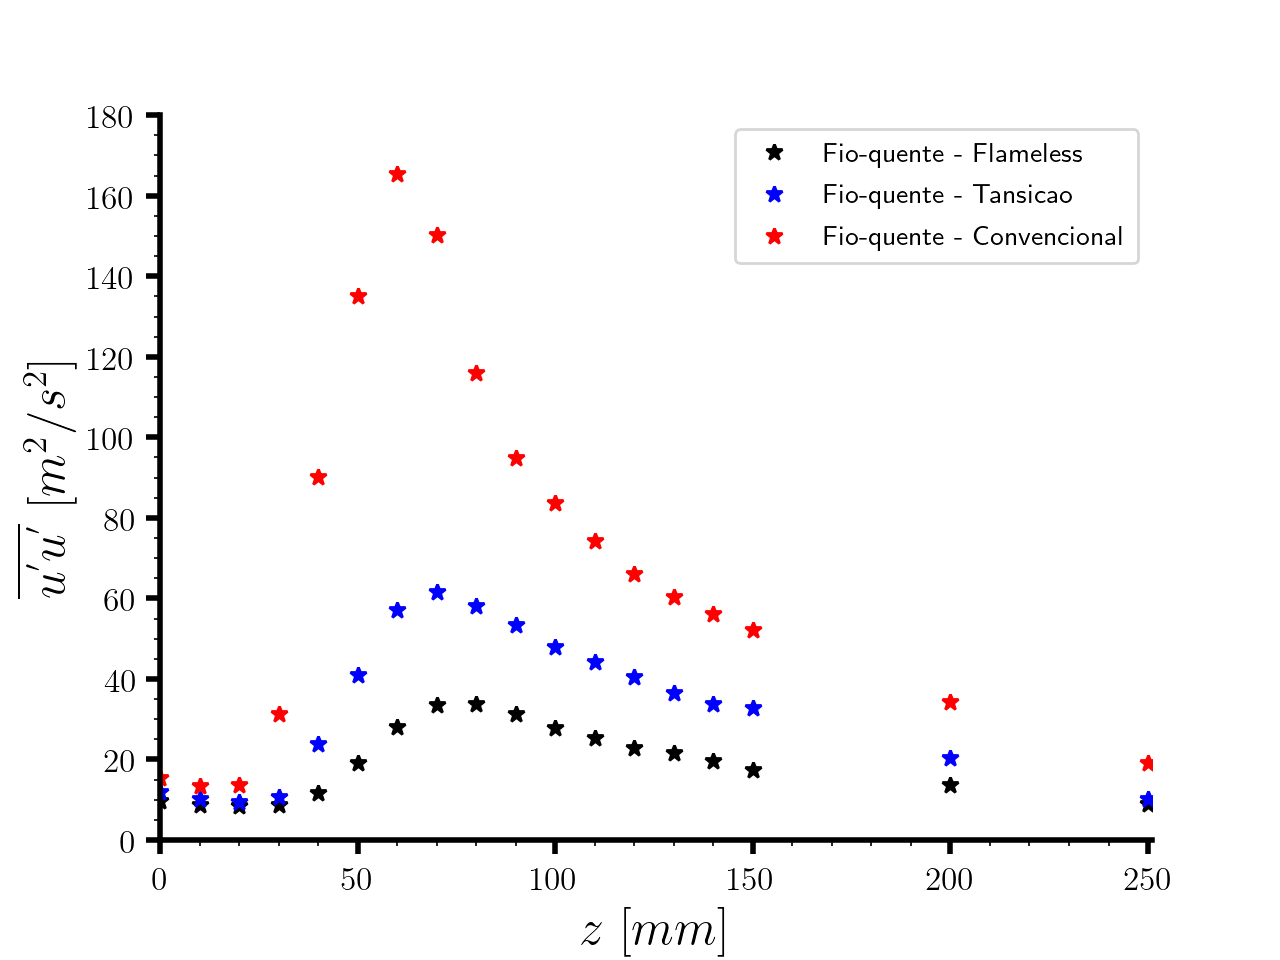 180
160
140
120
100
80
60
40
20
0
u'u' [m²/s²]
Fio-quente - Flameless
Fio-quente - Tansicao
Fio-quente - Convencional
0 50 100 150 200 250
z [mm]